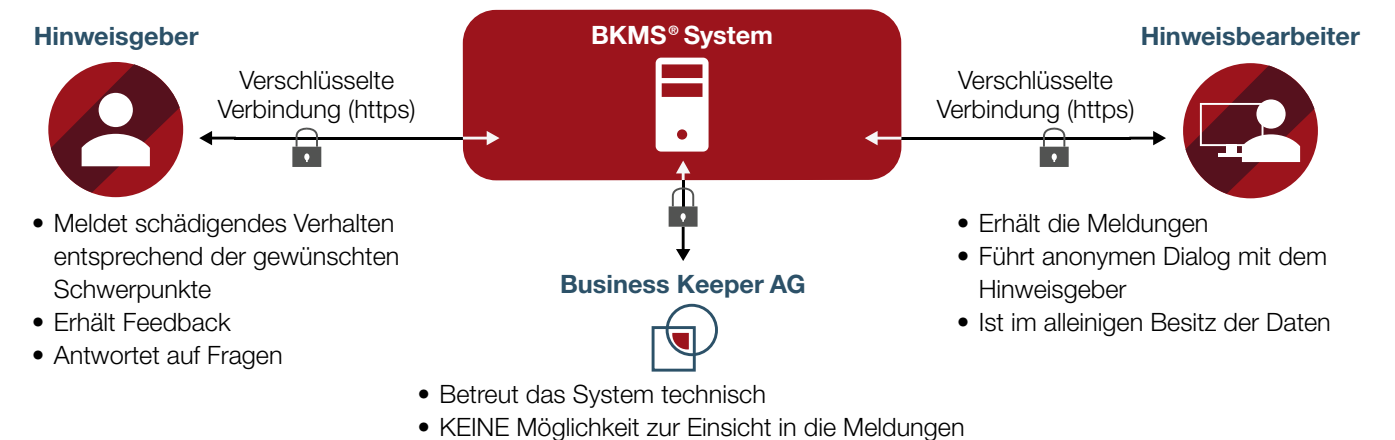 Hinweisgeber
Verschlüsselte
Verbindung (https)
• Meldet schädigendes Verhalten
entsprechend der gewünschten
Schwerpunkte
• Erhält Feedback
• Antwortet auf Fragen
BKMS® System
Business Keeper AG
• Betreut das System technisch
• KEINE Möglichkeit zur Einsicht in die Meldungen
Hinweisbearbeiter
Verschlüsselte
Verbindung (https)
• Erhält die Meldungen
• Führt anonymen Dialog mit dem
Hinweisgeber
• Ist im alleinigen Besitz der Daten